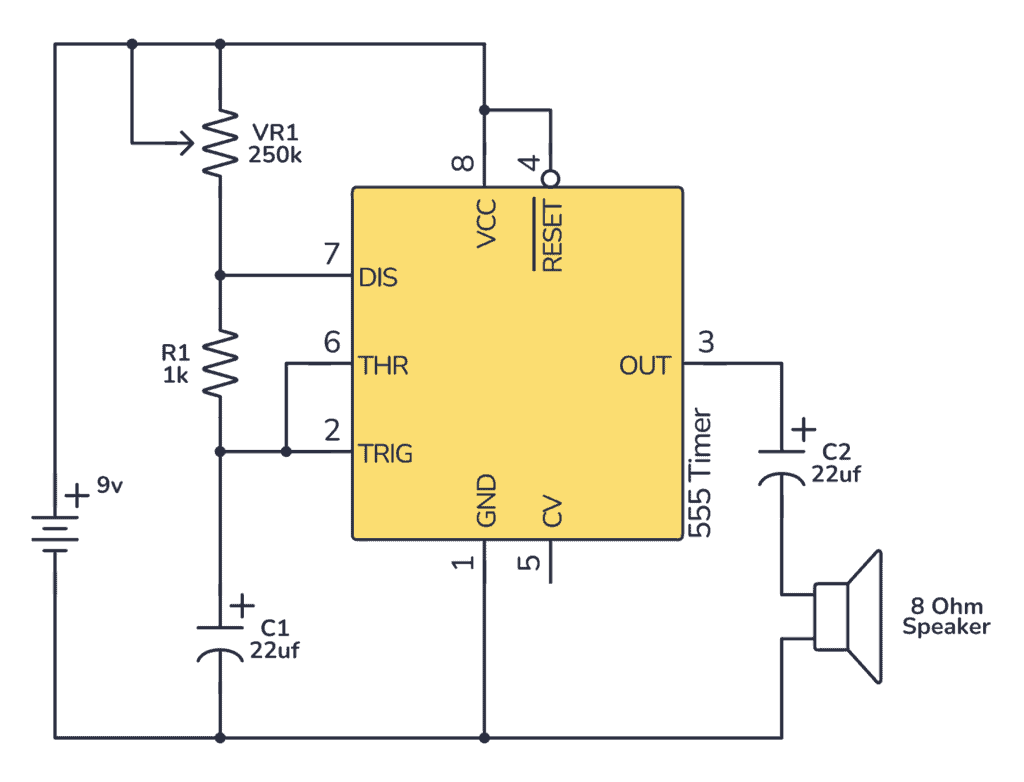 VR1
250k
8
4
VCC
RESET
7
DIS
6
THR
R1
1k
2
TRIG
OUT
3
555 Timer
+
C2
22uf
+ 9v
GND
CV
1
5
+
C1
22uf
8 Ohm
Speaker